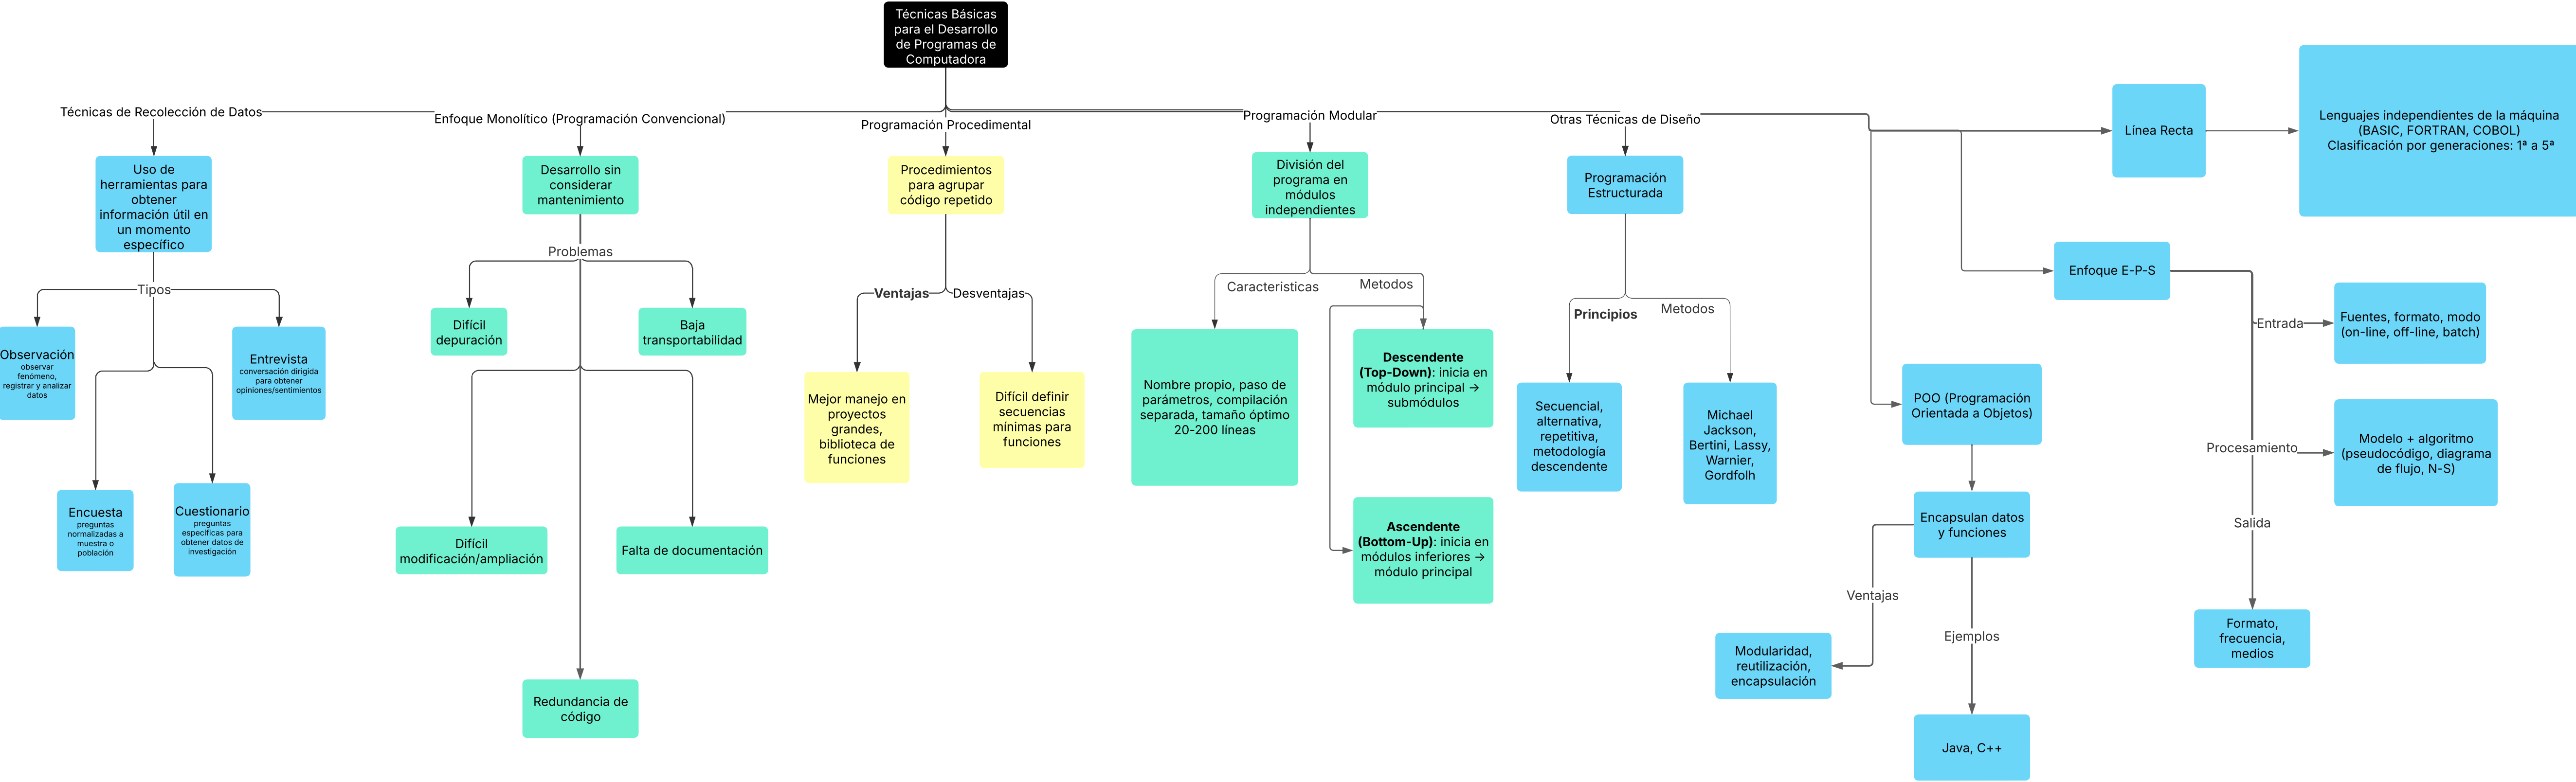 Técnicas Básicas
para el Desarrollo
de Programas de
Computadora
Técnicas de Recolección de Datos
Uso de
herramientas para
obtener
información útil en
un momento
específico
Tipos
Observación
observar
fenómeno,
registrar y analizar
datos
Entrevista
conversación dirigida
para obtener
opiniones/sentimientos
Encuesta
preguntas
normalizadas a
muestra o
población
Cuestionario
preguntas
específicas para
obtener datos de
investigación
Enfoque Monolítico (Programación Convencional)
Desarrollo sin
considerar
mantenimiento
Problemas
Difícil
depuración
Baja
transportabilidad
Difícil
modificación/ampliación
Falta de documentación
Redundancia de
código
Programación Procedimental
Procedimientos
para agrupar
código repetido
Ventajas
Desventajas
Mejor manejo en
proyectos
grandes,
biblioteca de
funciones
Difícil definir
secuencias
mínimas para
funciones
Programación Modular
División del
programa en
módulos
independientes
Caracteristicas
Metodos
Nombre propio, paso de
parámetros, compilación
separada, tamaño óptimo
20-200 líneas
Descendente
(Top-Down): inicia en
módulo principal →
submódulos
Ascendente
(Bottom-Up): inicia en
módulos inferiores →
módulo principal
Otras Técnicas de Diseño
Programación
Estructurada
Principios
Metodos
Secuencial,
alternativa,
repetitiva,
metodología
descendente
Michael
Jackson,
Bertini, Lassy,
Warnier,
Gordfolh
POO (Programación
Orientada a Objetos)
Encapsulan datos
y funciones
Ventajas
Modularidad,
reutilización,
encapsulación
Ejemplos
Java, C++
Línea Recta
Lenguajes independientes de la máquina
(BASIC, FORTRAN, COBOL)
Clasificación por generaciones: 1ª a 5ª
Enfoque E-P-S
Entrada
Fuentes, formato, modo
(on-line, off-line, batch)
Procesamiento
Modelo + algoritmo
(pseudocódigo, diagrama
de flujo, N-S)
Salida
Formato,
frecuencia,
medios